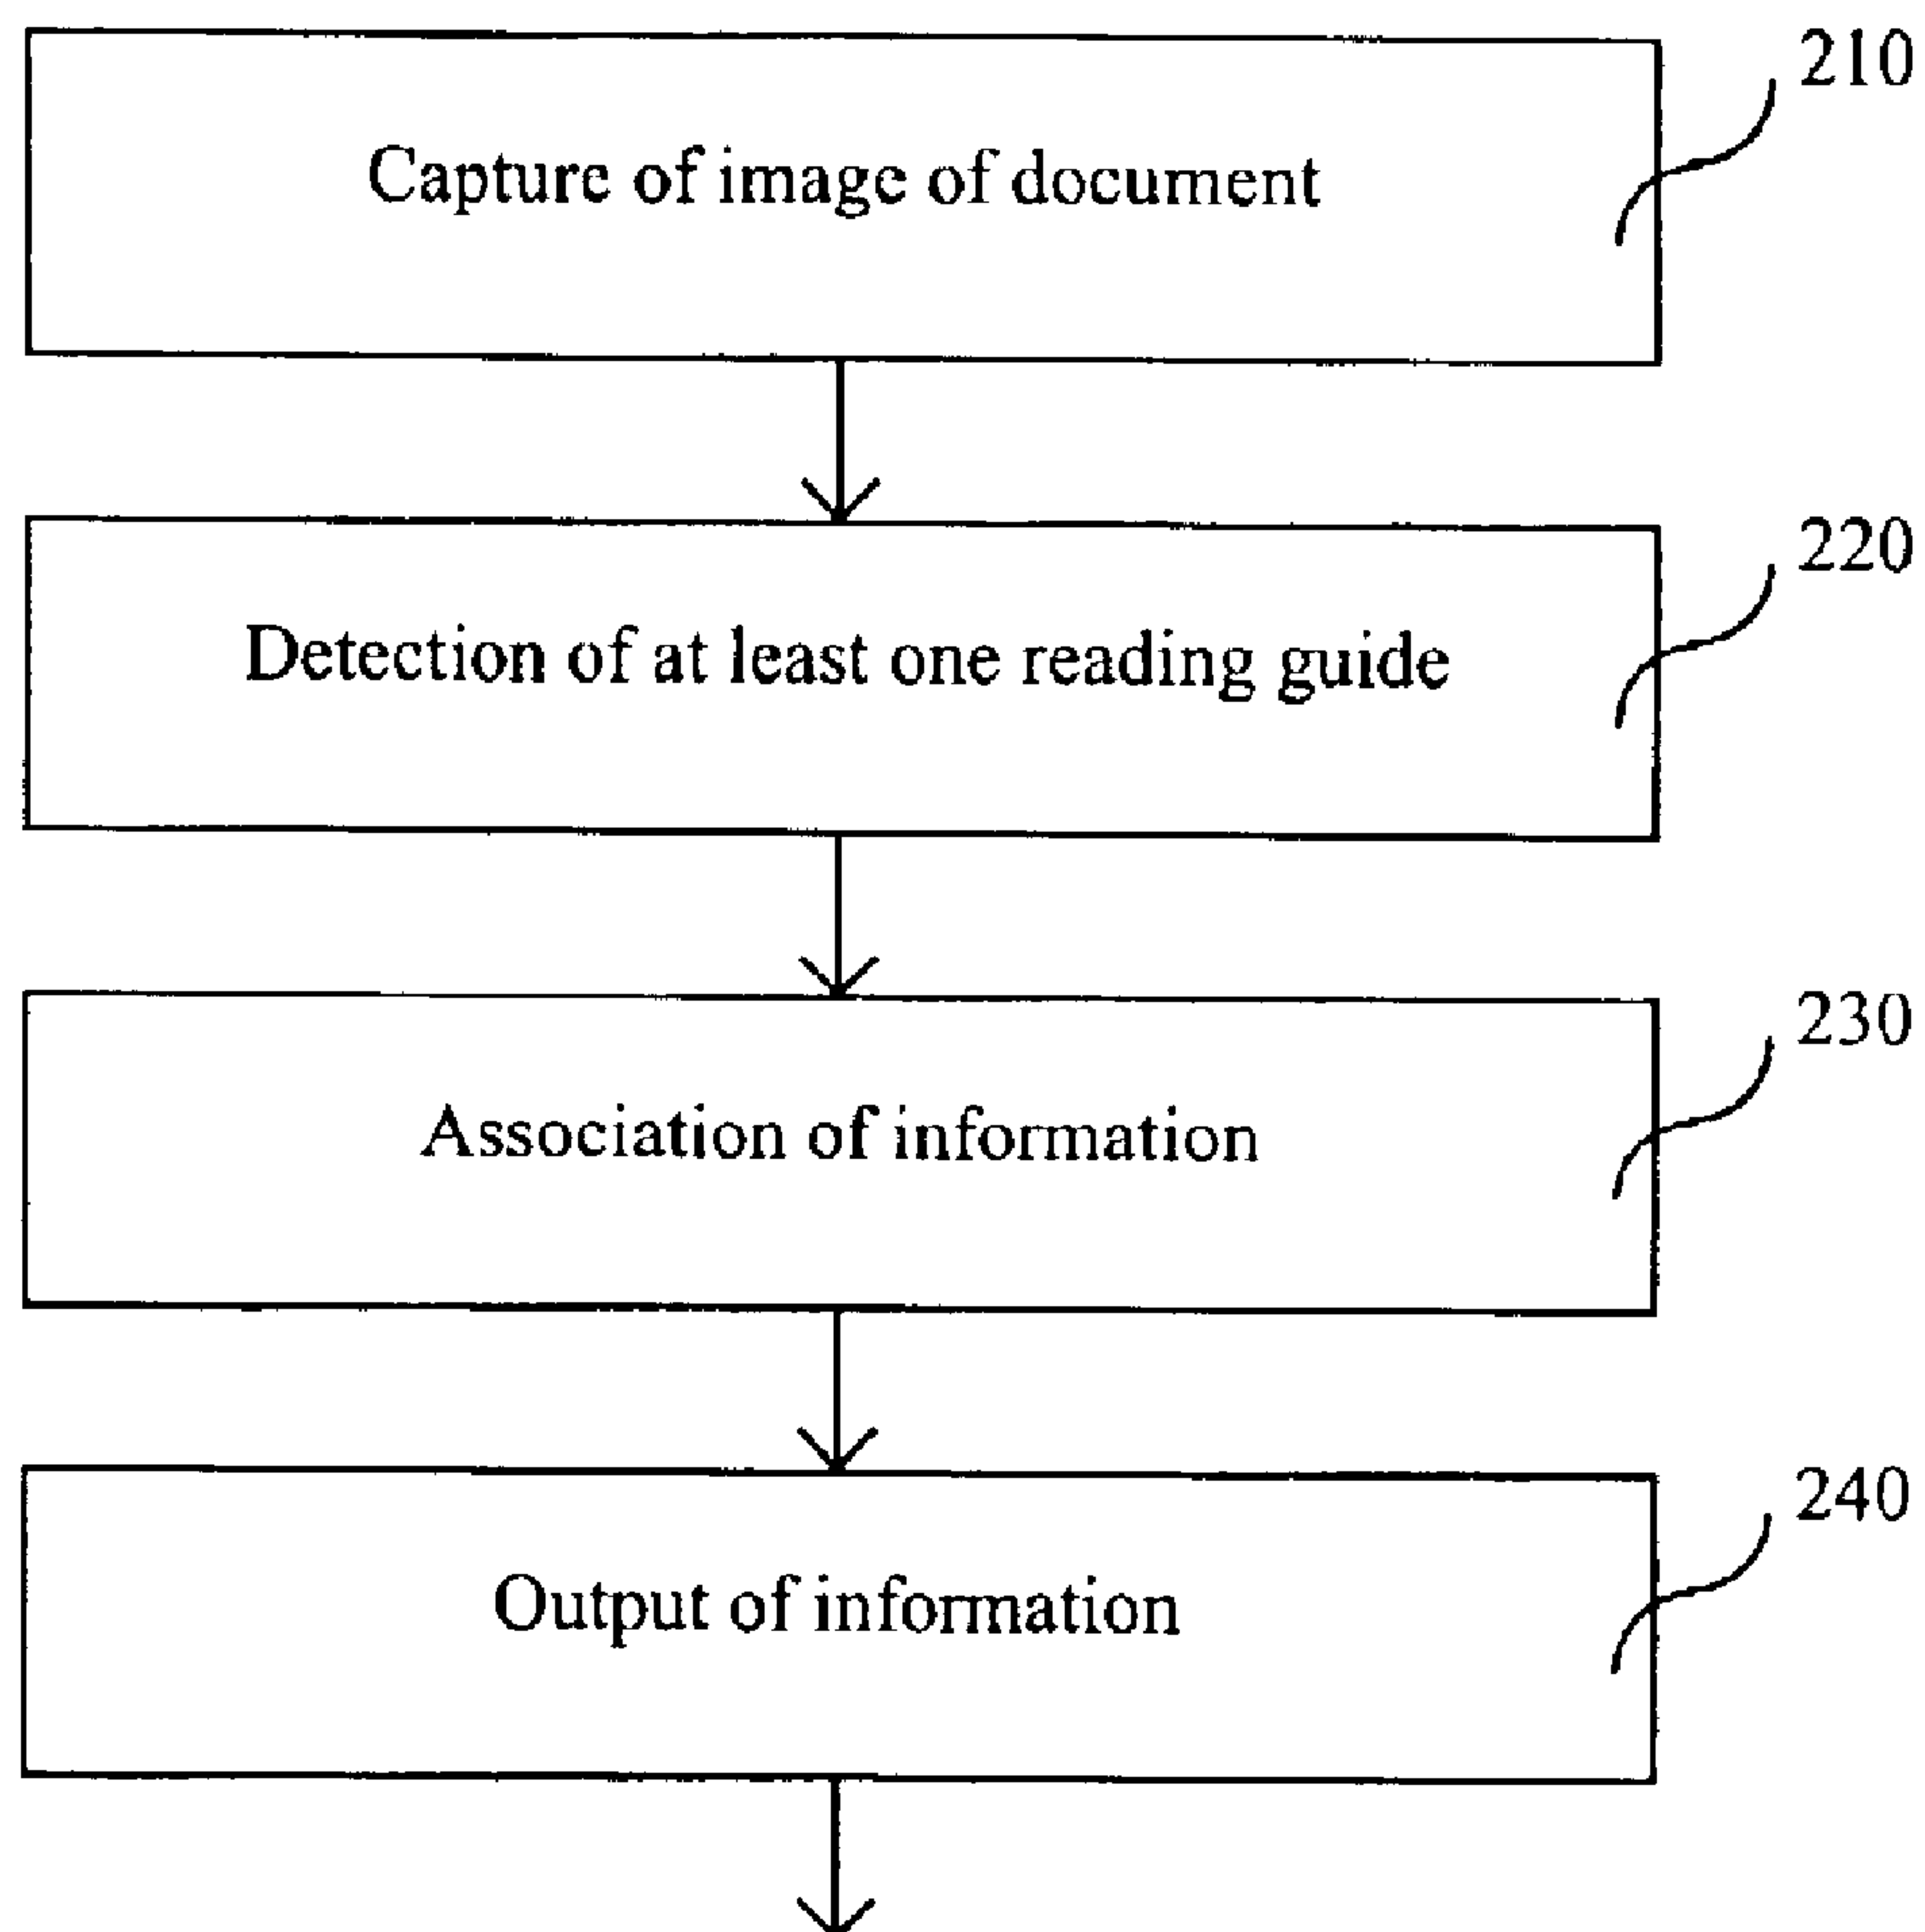 210
Capture of image of document
220
Detection of at least one reading guide
230
Association of information
240
Output of information